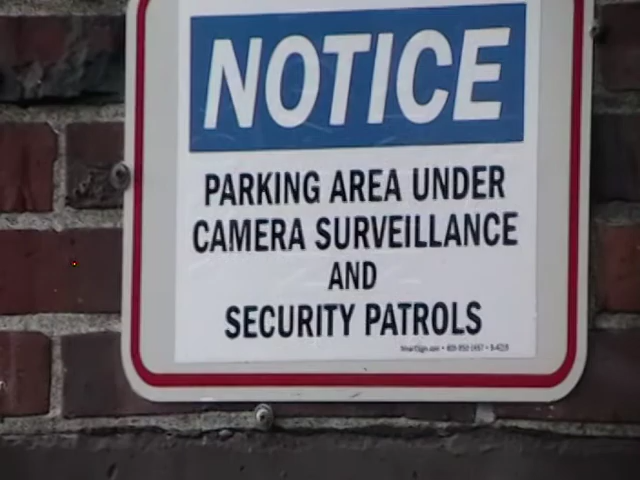 NOTICE
PARKING AREA UNDER
CAMERA SURVEILLANCE
AND
SECURITY PATROLS